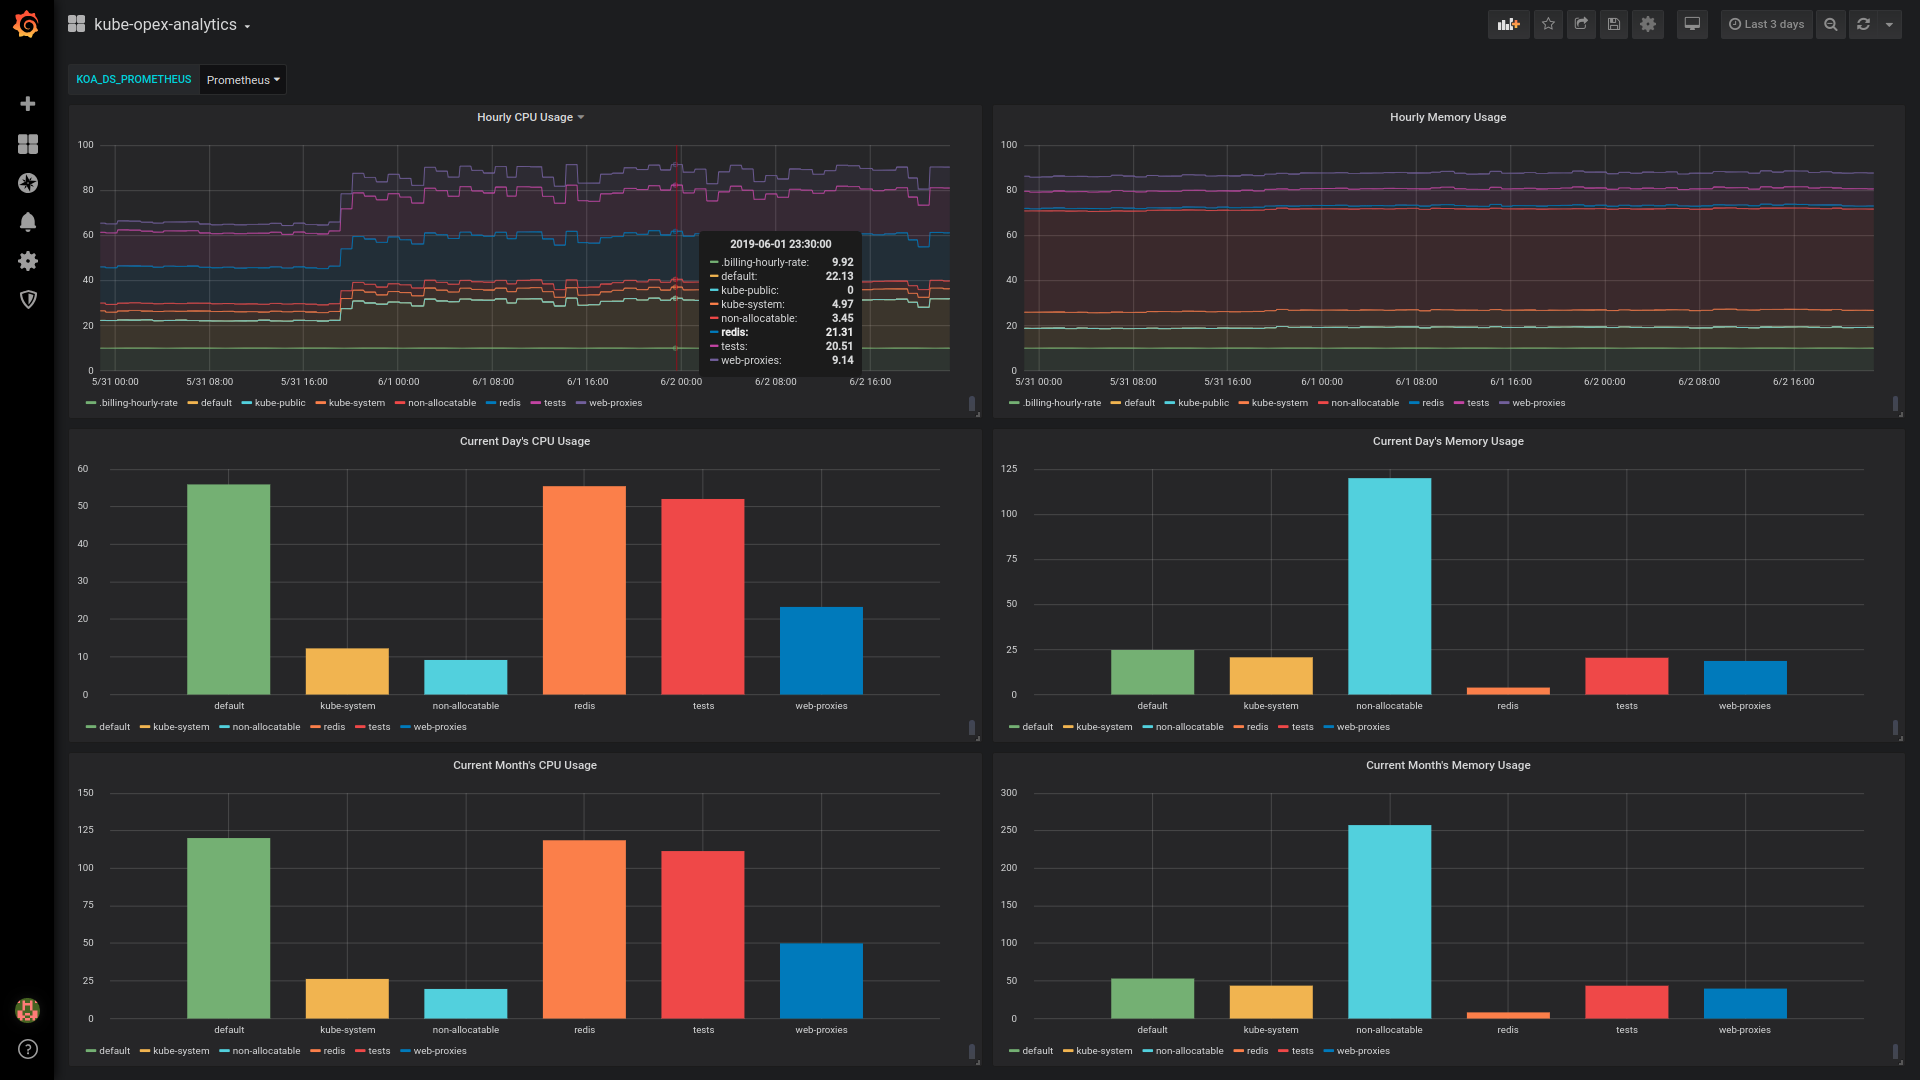 kube-opex-analytics
Last 3 days
KOA_DS_PROMETHEUS Prometheus
Hourly CPU Usage
100
80
60
40
20
0
5/31 00:00 5/31 08:00 5/31 16:00 6/1 00:00 6/1 08:00 6/1 16:00 6/2 00:00 6/2 08:00 6/2 16:00
2019-06-01 23:30:00
.billing-hourly-rate: 9.92
default: 22.13
kube-public: 0
kube-system: 4.97
non-allocatable: 3.45
redis: 21.31
tests: 20.51
web-proxies: 9.14
.billing-hourly-rate default kube-public kube-system non-allocatable redis tests web-proxies
Hourly Memory Usage
100
80
60
40
20
0
5/31 00:00 5/31 08:00 5/31 16:00 6/1 00:00 6/1 08:00 6/1 16:00 6/2 00:00 6/2 08:00 6/2 16:00
.billing-hourly-rate default kube-public kube-system non-allocatable redis tests web-proxies
Current Day's CPU Usage
60
50
40
30
20
10
0
default kube-system non-allocatable redis tests web-proxies
default kube-system non-allocatable redis tests web-proxies
Current Day's Memory Usage
125
100
75
50
25
0
default kube-system non-allocatable redis tests web-proxies
default kube-system non-allocatable redis tests web-proxies
Current Month's CPU Usage
150
125
100
75
50
25
0
default kube-system non-allocatable redis tests web-proxies
default kube-system non-allocatable redis tests web-proxies
Current Month's Memory Usage
300
250
200
150
100
50
0
default kube-system non-allocatable redis tests web-proxies
default kube-system non-allocatable redis tests web-proxies